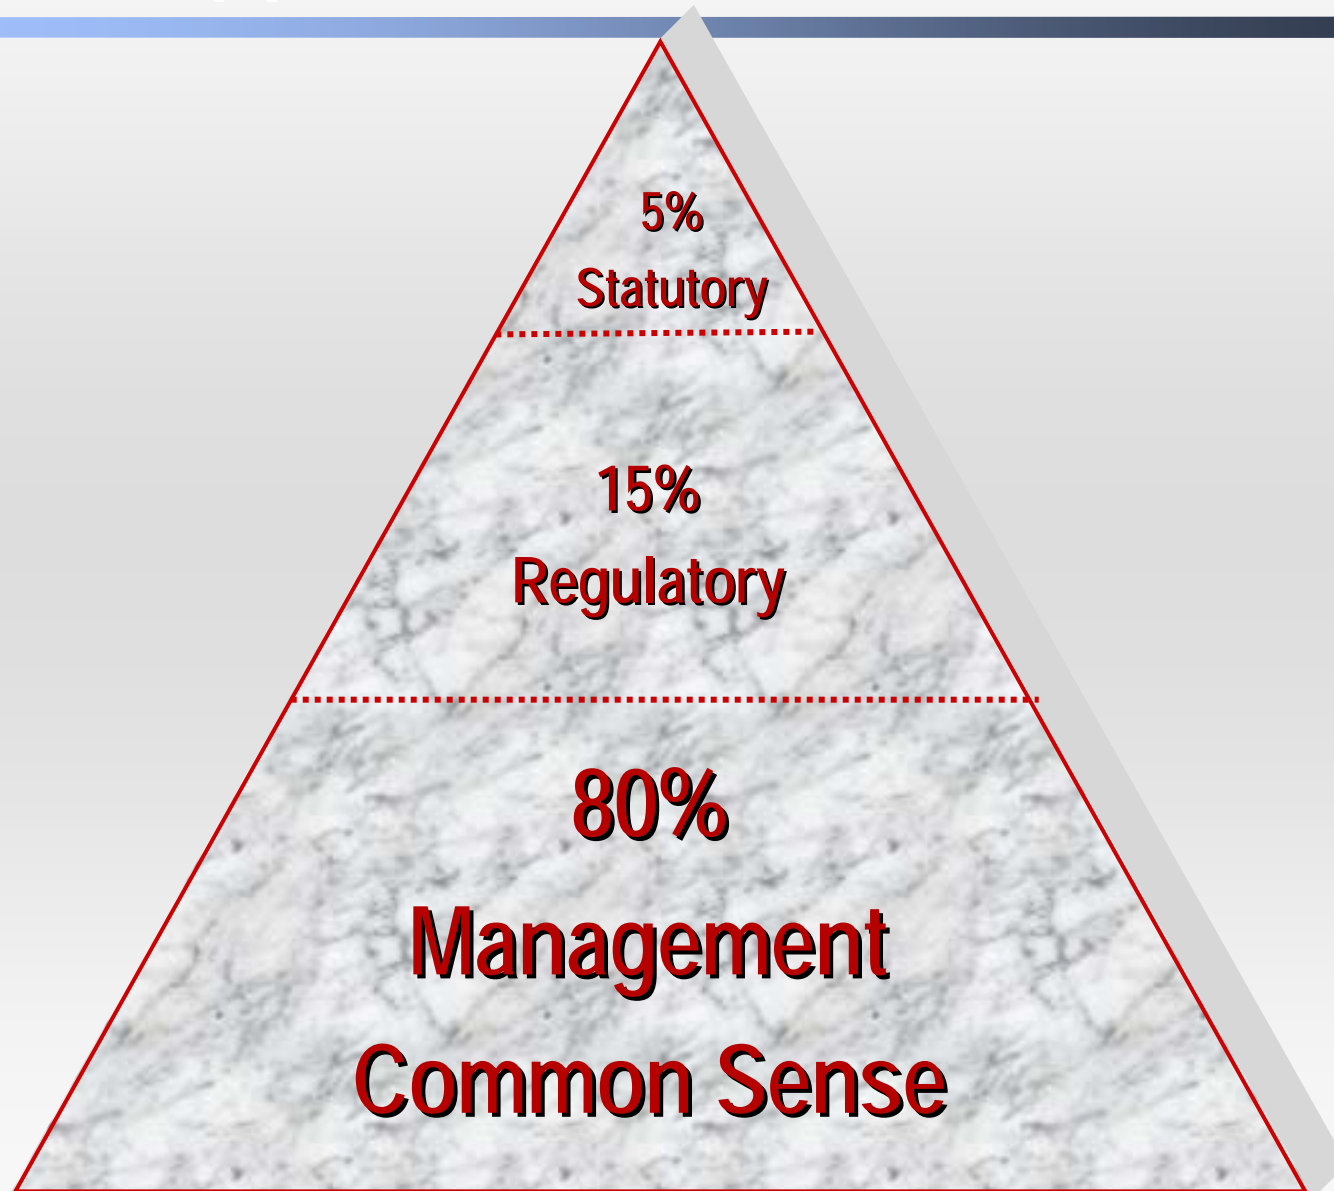 5%
Statutory
15%
Regulatory
80%
Management
Common Sense